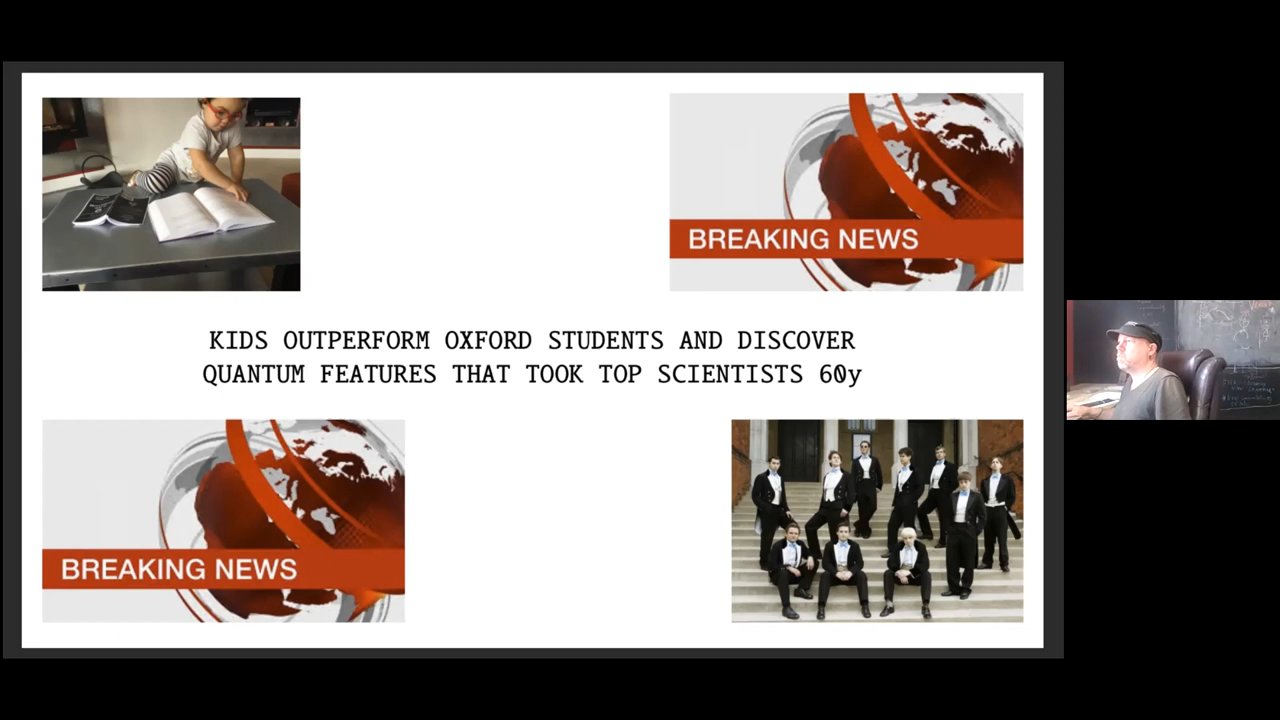 BREAKING NEWS
KIDS OUTPERFORM OXFORD STUDENTS AND DISCOVER
QUANTUM FEATURES THAT TOOK TOP SCIENTISTS 60y
BREAKING NEWS